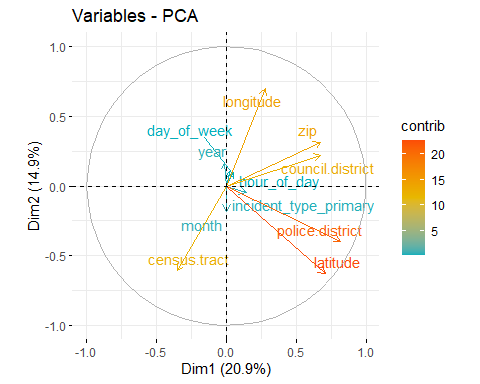 Variables - PCA
1.0
0.5
0.0
-0.5
-1.0
Dim2 (14.9%)
longitude
zip
day_of_week
year
council.district
hour_of_day
incident_type_primary
month
police.district
census.tract
latitude
-1.0 -0.5 0.0 0.5 1.0
Dim1 (20.9%)
contrib
20
15
10
5